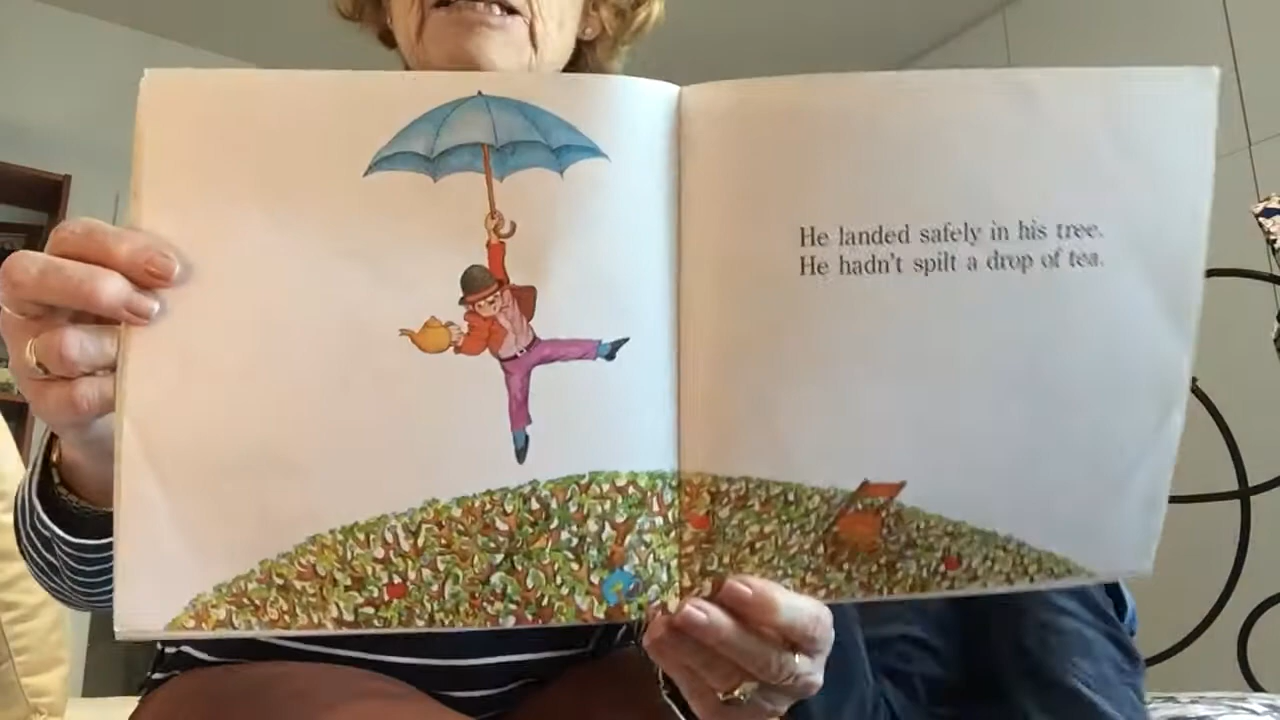 He landed safely in his tree.
He hadn't spilt a drop of tea.